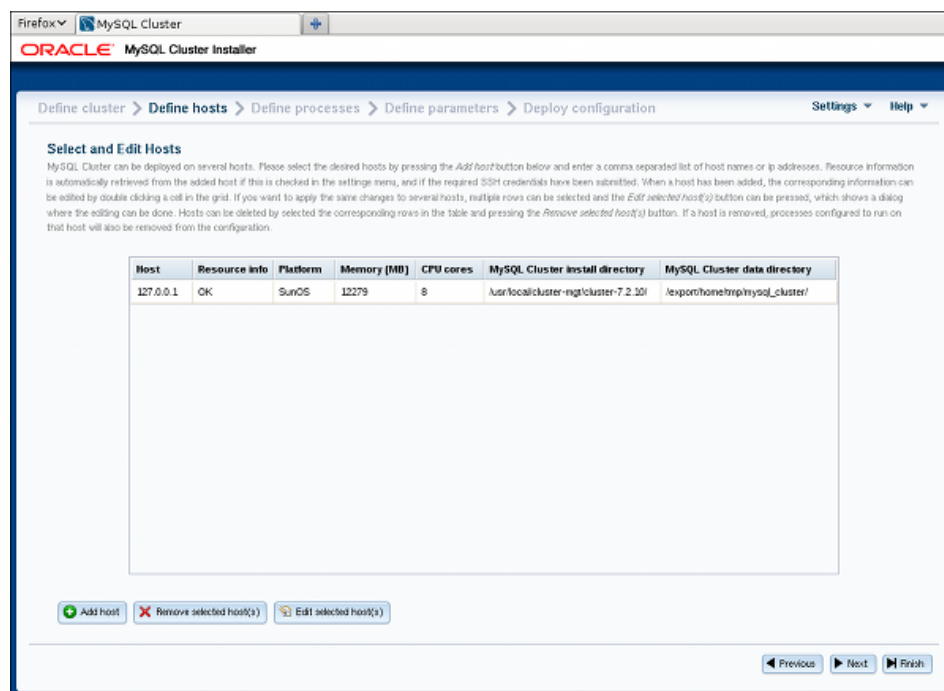 Firefox
MySQL Cluster
ORACLE MySQL Cluster Installer
Define cluster > Define hosts > Define processes > Define parameters > Deploy configuration Settings Help
Select and Edit Hosts
MySQL Cluster can be deployed on several hosts. Please select the desired hosts by pressing the Add host button below and enter a comma separated list of host names or ip addresses. Resource information
is automatically retrieved from the added host if this is checked in the settings menu, and if the required SSH credentials have been submitted. When a host has been added, the corresponding information can
be edited by double clicking a cell in the grid. If you want to apply the same changes to several hosts, multiple rows can be selected and the Edit selected host(s) button can be pressed, which shows a dialog
where the editing can be done. Hosts can be deleted by selected the corresponding rows in the table and pressing the Remove selected host(s) button. If a host is removed, processes configured to run on
that host will also be removed from the configuration.
Host Resource info Platform Memory [MB] CPU cores MySQL Cluster install directory MySQL Cluster data directory
127.0.0.1 OK SunOS 12279 8 /usr/local/cluster-mgt/cluster-7.2.10/ /export/home/tmp/mysql_cluster/
Add host Remove selected host(s) Edit selected host(s)
Previous Next Finish